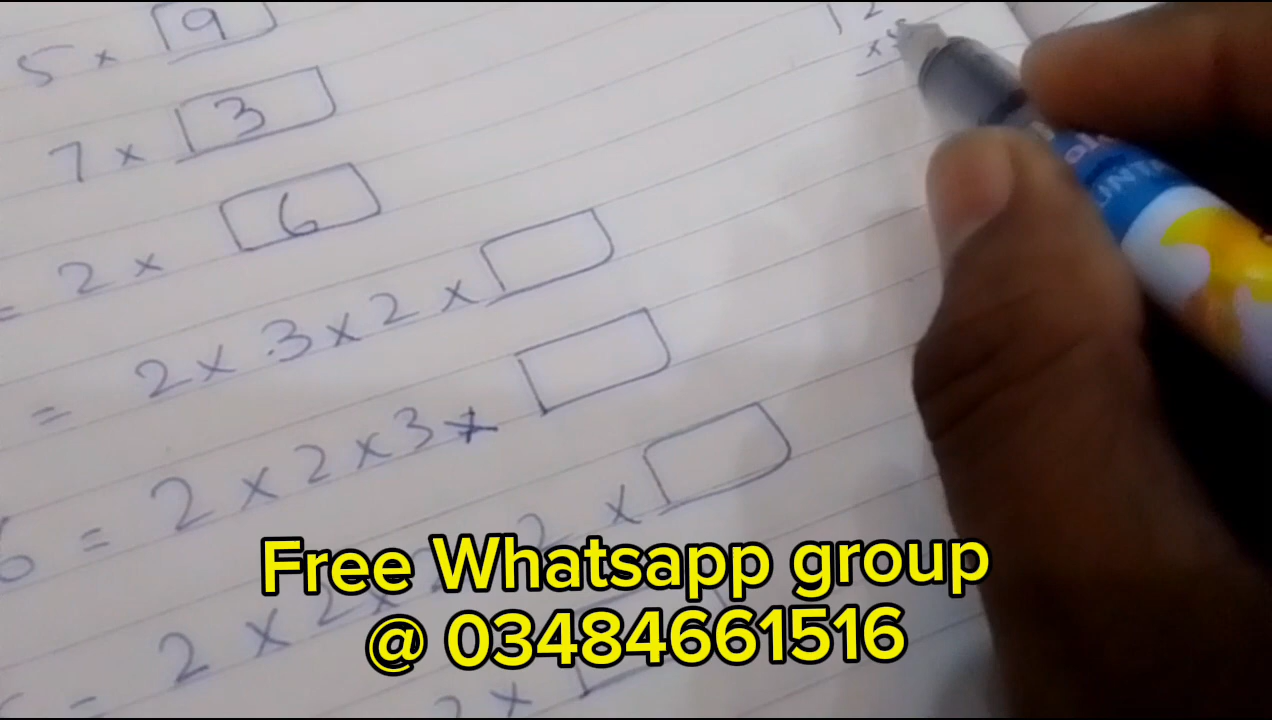 5 × 9
7 × 3
= 2 × 6
= 2 × 3 × 2 ×
6 = 2 × 2 × 3 ×
= 2 × 2 × 2 × 2 ×
2 ×
2
×
Free Whatsapp group
@ 03484661516